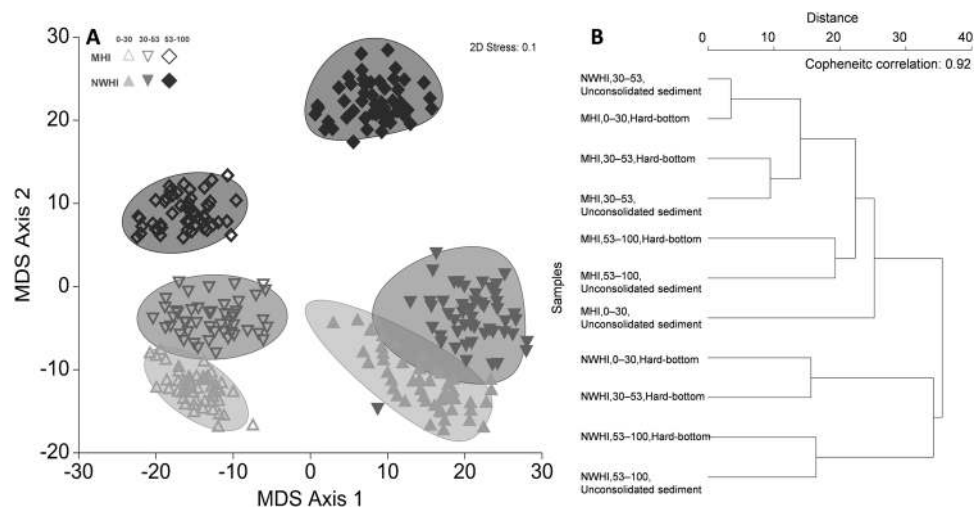 A
0-30 30-53 53-100
MHI
NWHI
2D Stress: 0.1
30
20
10
0
-10
-20
MDS Axis 2
-30 -20 -10 0 10 20 30
MDS Axis 1
B
Distance
0 10 20 30 40
Copheneitc correlation: 0.92
Samples
NWHI,30–53,
Unconsolidated sediment
MHI,0–30,Hard-bottom
MHI,30–53,Hard-bottom
MHI,30–53,
Unconsolidated sediment
MHI,53–100,Hard-bottom
MHI,53–100,
Unconsolidated sediment
MHI,0–30,
Unconsolidated sediment
NWHI,0–30,Hard-bottom
NWHI,30–53,Hard-bottom
NWHI,53–100,Hard-bottom
NWHI,53–100,
Unconsolidated sediment